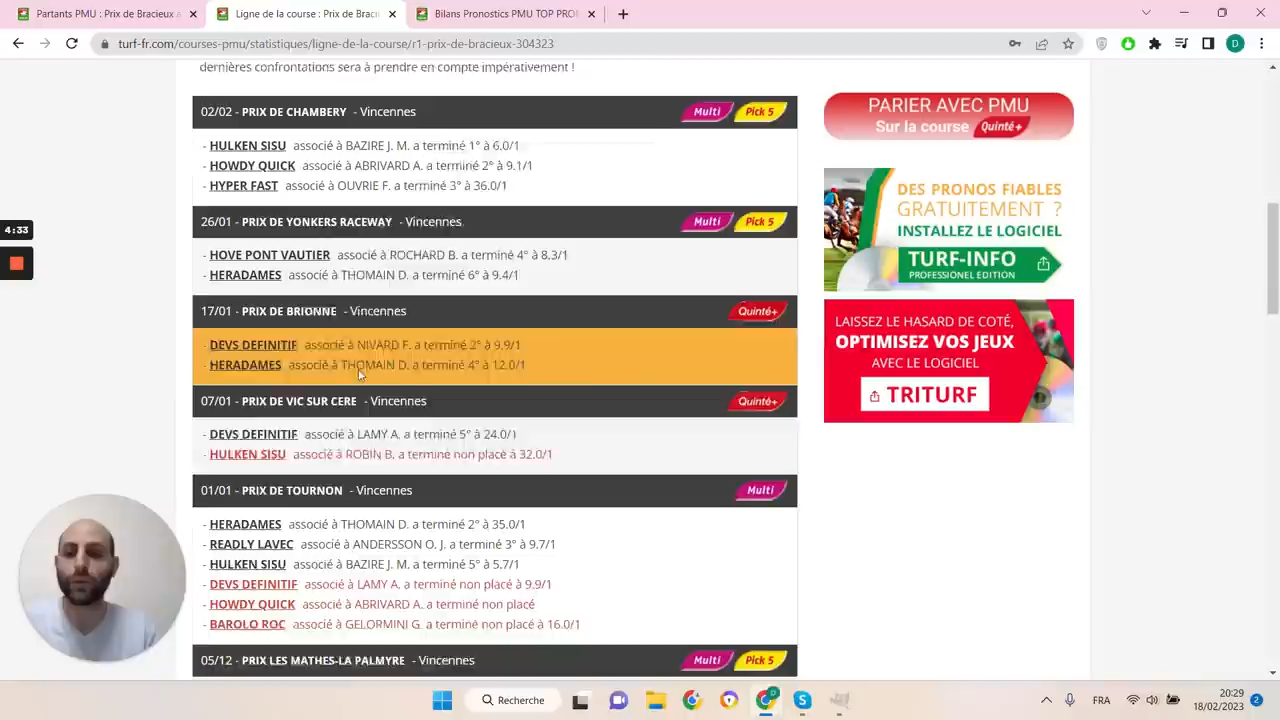 Partants PMU : Prix de Bracieux a
Ligne de la course : Prix de Bracie
Bilans Pronostics PMU TOP PRO
turf-fr.com/courses-pmu/statistiques/ligne-de-la-course/r1-prix-de-bracieux-304323
D
dernières confrontations sera à prendre en compte impérativement !
02/02 - PRIX DE CHAMBERY - Vincennes
Multi Pick 5
- HULKEN SISU associé à BAZIRE J. M. a terminé 1° à 6.0/1
- HOWDY QUICK associé à ABRIVARD A. a terminé 2° à 9.1/1
- HYPER FAST associé à OUVRIE F. a terminé 3° à 36.0/1
26/01 - PRIX DE YONKERS RACEWAY - Vincennes
Multi Pick 5
- HOVE PONT VAUTIER associé à ROCHARD B. a terminé 4° à 8.3/1
- HERADAMES associé à THOMAIN D. a terminé 6° à 9.4/1
17/01 - PRIX DE BRIONNE - Vincennes
Quinté+
- DEVS DEFINITIF associé à NIVARD F. a terminé 2° à 9.9/1
- HERADAMES associé à THOMAIN D. a terminé 4° à 12.0/1
07/01 - PRIX DE VIC SUR CERE - Vincennes
Quinté+
- DEVS DEFINITIF associé à LAMY A. a terminé 5° à 24.0/1
- HULKEN SISU associé à ROBIN B. a terminé non placé à 32.0/1
01/01 - PRIX DE TOURNON - Vincennes
Multi
- HERADAMES associé à THOMAIN D. a terminé 2° à 35.0/1
- READLY LAVEC associé à ANDERSSON O. J. a terminé 3° à 9.7/1
- HULKEN SISU associé à BAZIRE J. M. a terminé 5° à 5.7/1
- DEVS DEFINITIF associé à LAMY A. a terminé non placé à 9.9/1
- HOWDY QUICK associé à ABRIVARD A. a terminé non placé
- BAROLO ROC associé à GELORMINI G. a terminé non placé à 16.0/1
05/12 - PRIX LES MATHES-LA PALMYRE - Vincennes
Multi Pick 5
PARIER AVEC PMU
Sur la course Quinté+
DES PRONOS FIABLES
GRATUITEMENT ?
INSTALLEZ LE LOGICIEL
TURF-INFO
PROFESIONEL EDITION
LAISSEZ LE HASARD DE COTÉ,
OPTIMISEZ VOS JEUX
AVEC LE LOGICIEL
TRITURF
4:33
Recherche
D
S
FRA
20:29
18/02/2023
2